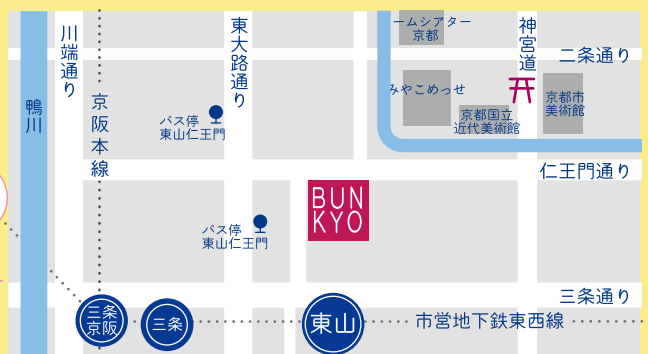 ームシアター
京都
神宮道
二条通り
川端通り
東大路通り
みやこめっせ
京都国立
近代美術館
京都市
美術館
鴨川
京阪本線
バス停
東山仁王門
仁王門通り
BUN
KYO
バス停
東山仁王門
三条通り
三条
京阪
三条
東山
市営地下鉄東西線